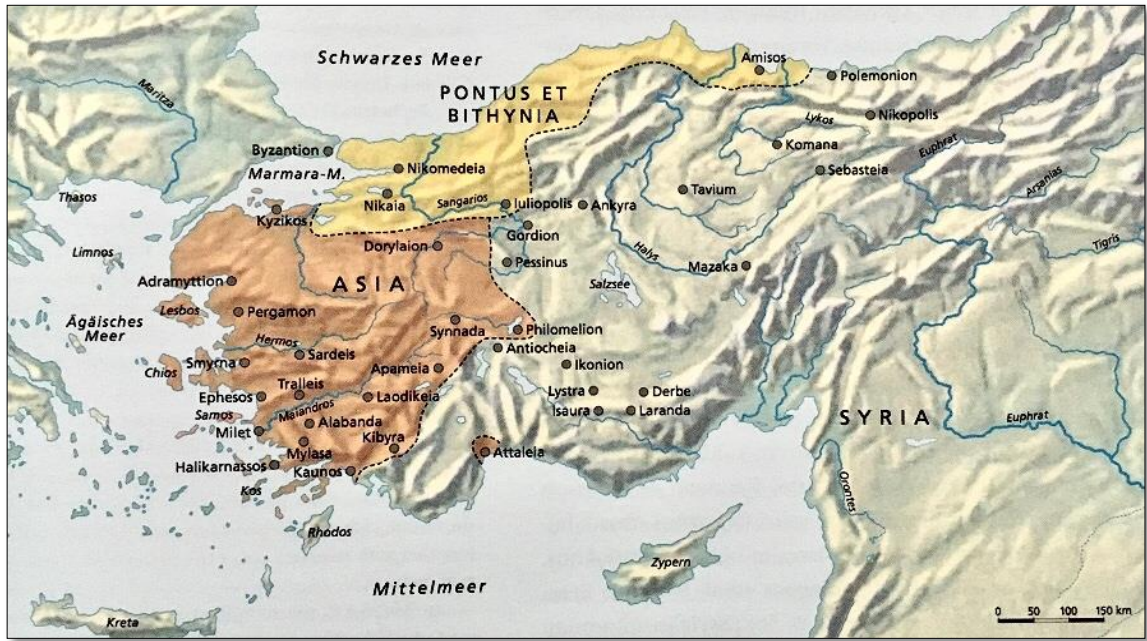 Schwarzes Meer
Amisos
Polemonion
Maritza
PONTUS ET
BITHYNIA
Lykos
Nikopolis
Byzantion
Komana
Euphrat
Marmara-M.
Nikomedeia
Sebasteia
Arsanias
Thasos
Nikaia
Sangarios
Juliopolis
Ankyra
Tavium
Kyzikos
Gordion
Dorylaion
Halys
Tigris
Limnos
Pessinus
Mazaka
Adramyttion
ASIA
Salzsee
Lesbos
Pergamon
Ägäisches
Meer
Synnada
Philomelion
Hermos
Antiocheia
Smyrna
Sardeis
Chios
Apameia
Ikonion
Tralleis
Ephesos
Laodikeia
Lystra
Derbe
Samos
Maiandros
Isaura
Laranda
Alabanda
SYRIA
Euphrat
Milet
Kibyra
Mylasa
Attaleia
Halikarnassos
Kaunos
Kos
Orontes
Rhodos
Zypern
Mittelmeer
Kreta
0 50 100 150 km